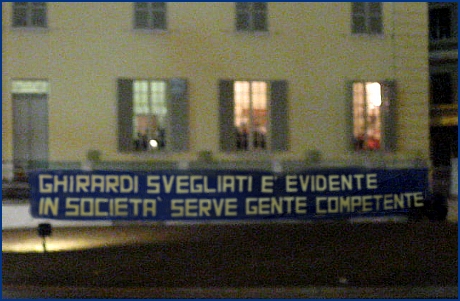 GHIRARDI SVEGLIATI E' EVIDENTE
IN SOCIETA' SERVE GENTE COMPETENTE